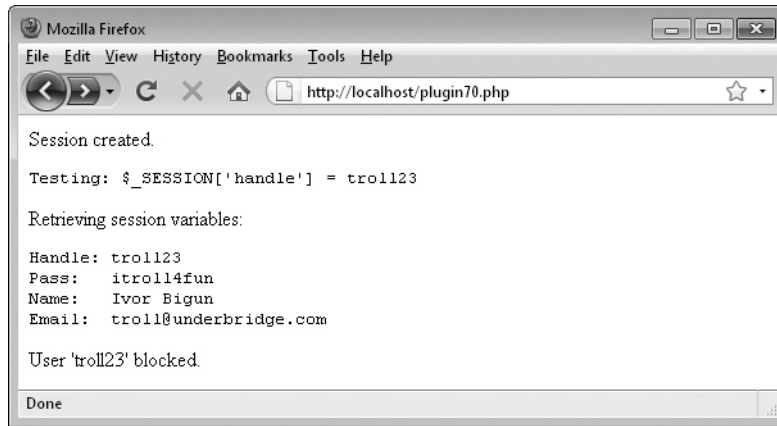 Mozilla Firefox
File Edit View History Bookmarks Tools Help
http://localhost/plugin70.php
Session created.
Testing: $_SESSION['handle'] = troll23
Retrieving session variables:
Handle: troll23
Pass: itroll4fun
Name: Ivor Bigun
Email: troll@underbridge.com
User 'troll23' blocked.
Done